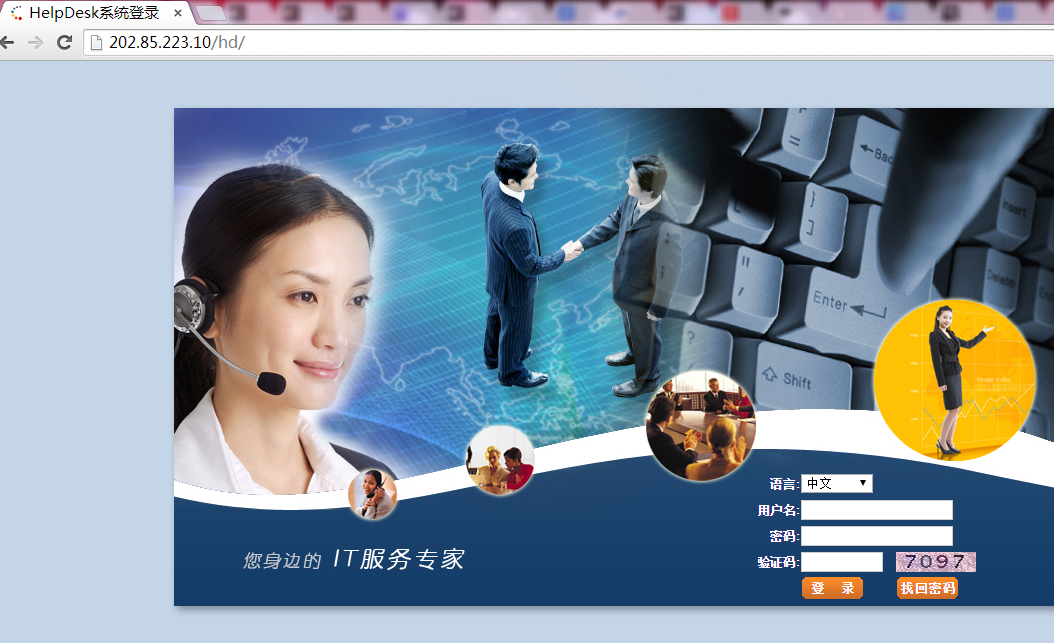 HelpDesk系统登录
202.85.223.10/hd/
=
Back
}
]
Insert
"
Delete
Enter
?
Shift
image today
语言: 中文
用户名:
密码:
验证码: 7097
您身边的 IT服务专家
登 录 找回密码